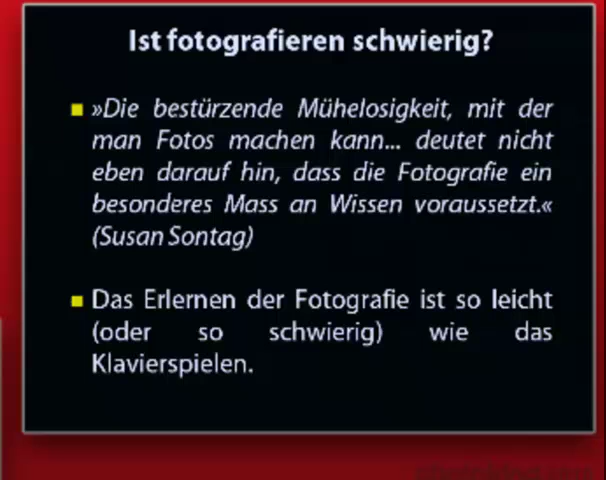 Ist fotografieren schwierig?
»Die bestürzende Mühelosigkeit, mit der
man Fotos machen kann... deutet nicht
eben darauf hin, dass die Fotografie ein
besonderes Mass an Wissen voraussetzt.«
(Susan Sontag)
Das Erlernen der Fotografie ist so leicht
(oder so schwierig) wie das
Klavierspielen.